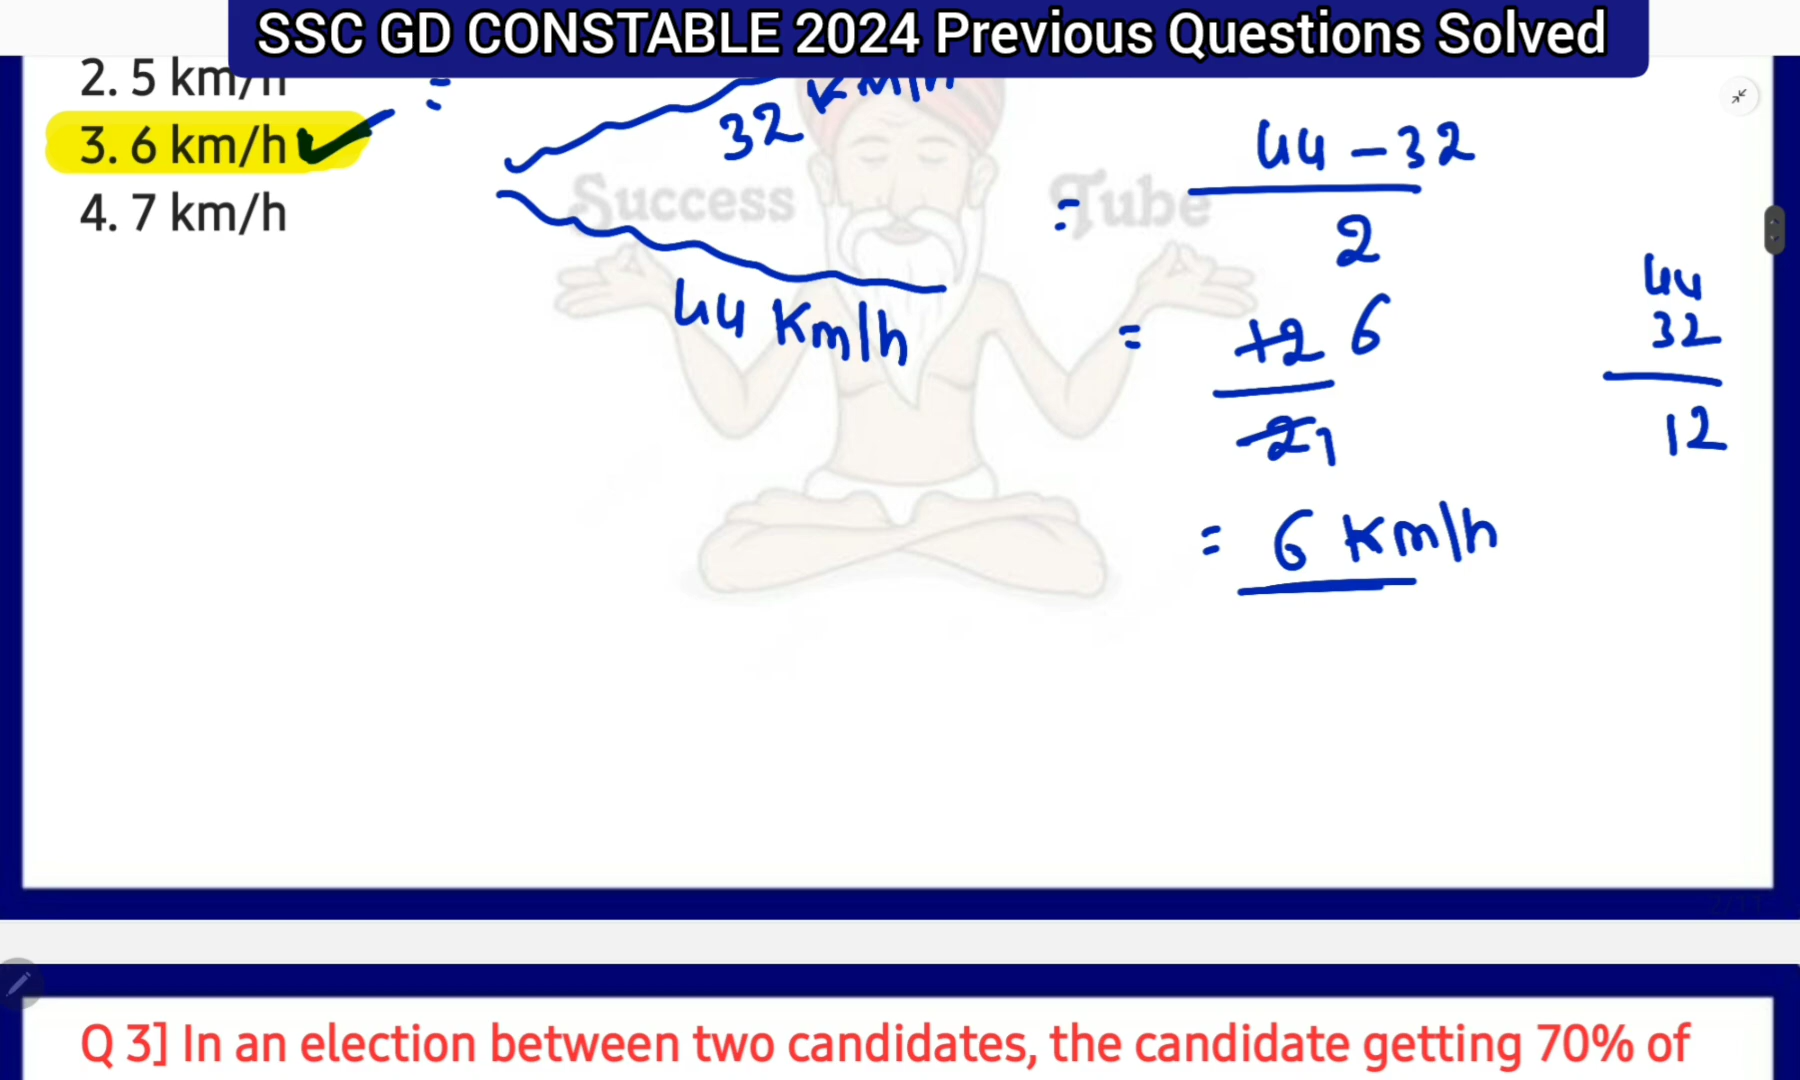 SSC GD CONSTABLE 2024 Previous Questions Solved
2. 5 km/h
3. 6 km/h
4. 7 km/h
=
32 Km/h
44 Km/h
Success Tube
= 44 - 32
2
= 12 6
2 1
= 6 Km/h
44
32
12
Q 3] In an election between two candidates, the candidate getting 70% of